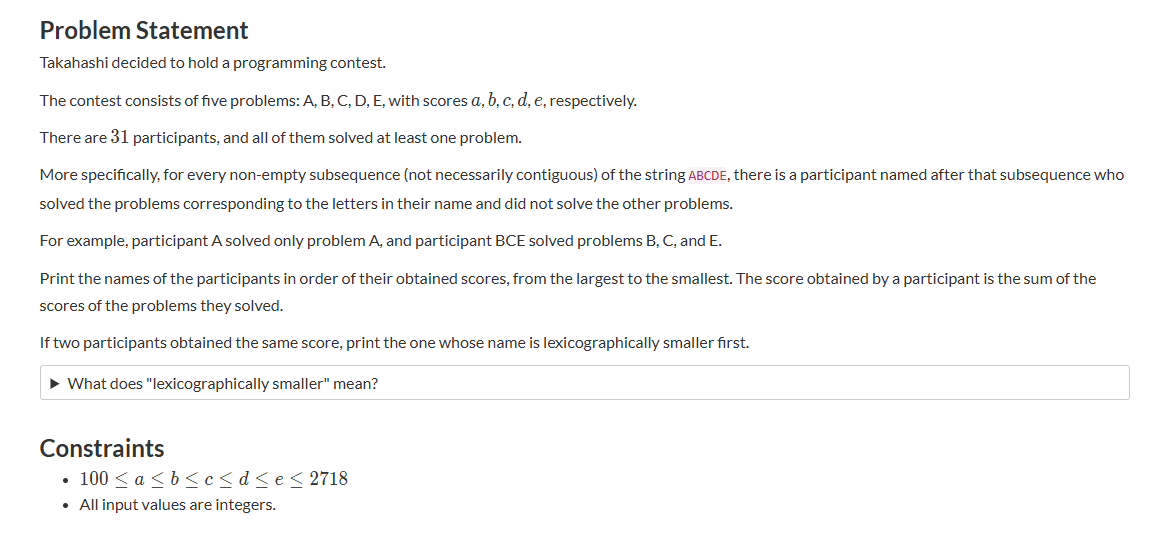 Problem Statement
Takahashi decided to hold a programming contest.
The contest consists of five problems: A, B, C, D, E, with scores a, b, c, d, e, respectively.
There are 31 participants, and all of them solved at least one problem.
More specifically, for every non-empty subsequence (not necessarily contiguous) of the string ABCDE, there is a participant named after that subsequence who
solved the problems corresponding to the letters in their name and did not solve the other problems.
For example, participant A solved only problem A, and participant BCE solved problems B, C, and E.
Print the names of the participants in order of their obtained scores, from the largest to the smallest. The score obtained by a participant is the sum of the
scores of the problems they solved.
If two participants obtained the same score, print the one whose name is lexicographically smaller first.
▶ What does "lexicographically smaller" mean?
Constraints
• 100 ≤ a ≤ b ≤ c ≤ d ≤ e ≤ 2718
• All input values are integers.